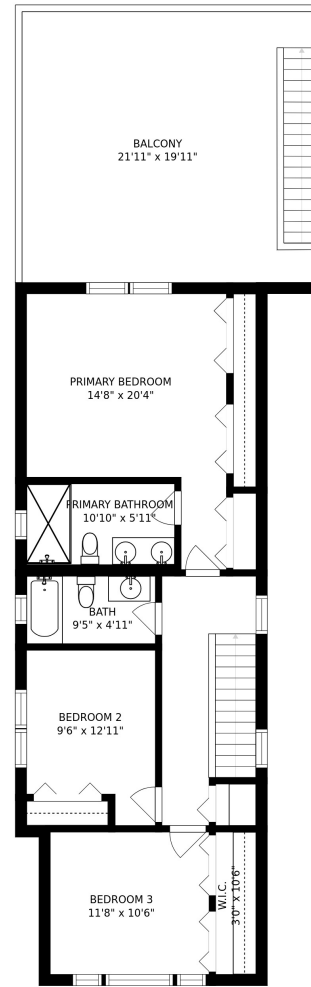 BALCONY
21'11" x 19'11"
PRIMARY BEDROOM
14'8" x 20'4"
PRIMARY BATHROOM
10'10" x 5'11"
BATH
9'5" x 4'11"
BEDROOM 2
9'6" x 12'11"
BEDROOM 3
11'8" x 10'6"
W.I.C.
3'0" x 10'6"